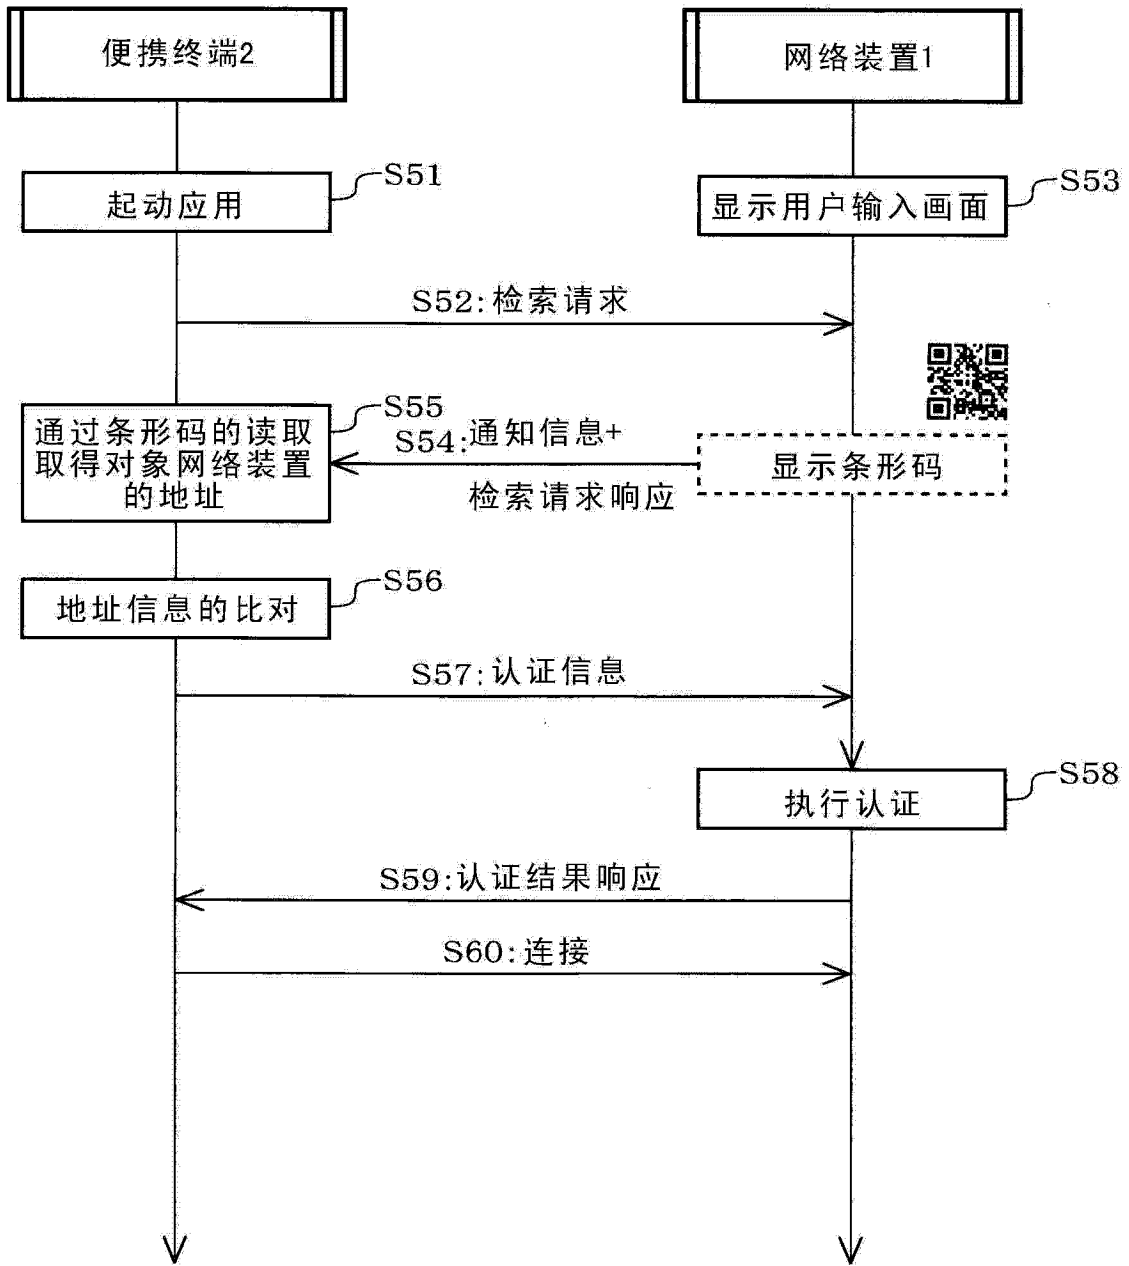 便携终端2
网络装置1
S51
起动应用
S53
显示用户输入画面
S52:检索请求
S55
通过条形码的读取
取得对象网络装置
的地址
S54:通知信息+
检索请求响应
显示条形码
S56
地址信息的比对
S57:认证信息
S58
执行认证
S59:认证结果响应
S60:连接